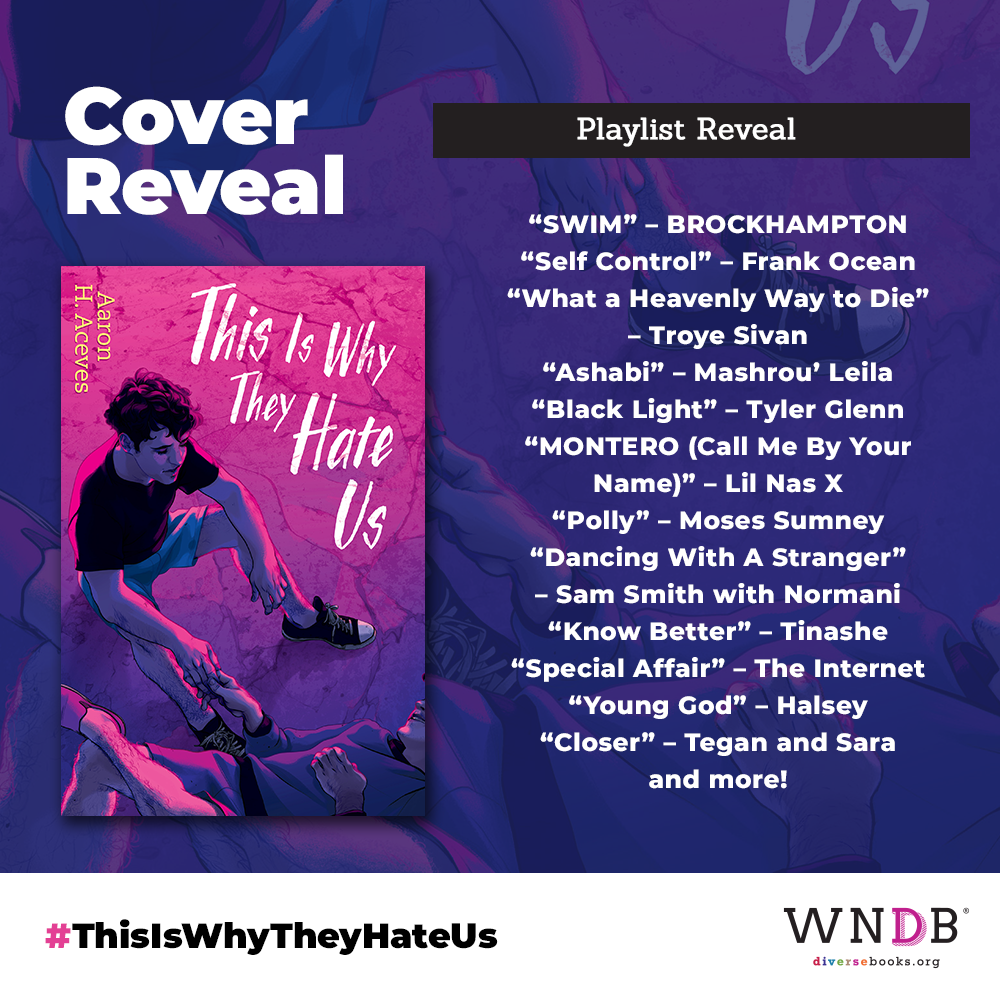 Us
Cover
Reveal
Playlist Reveal
Aaron
H. Aceves
This Is Why
They Hate
Us
“SWIM” – BROCKHAMPTON
“Self Control” – Frank Ocean
“What a Heavenly Way to Die”
– Troye Sivan
“Ashabi” – Mashrou’ Leila
“Black Light” – Tyler Glenn
“MONTERO (Call Me By Your
Name)” – Lil Nas X
“Polly” – Moses Sumney
“Dancing With A Stranger”
– Sam Smith with Normani
“Know Better” – Tinashe
“Special Affair” – The Internet
“Young God” – Halsey
“Closer” – Tegan and Sara
and more!
#ThisIsWhyTheyHateUs
WNDB®
diversebooks.org